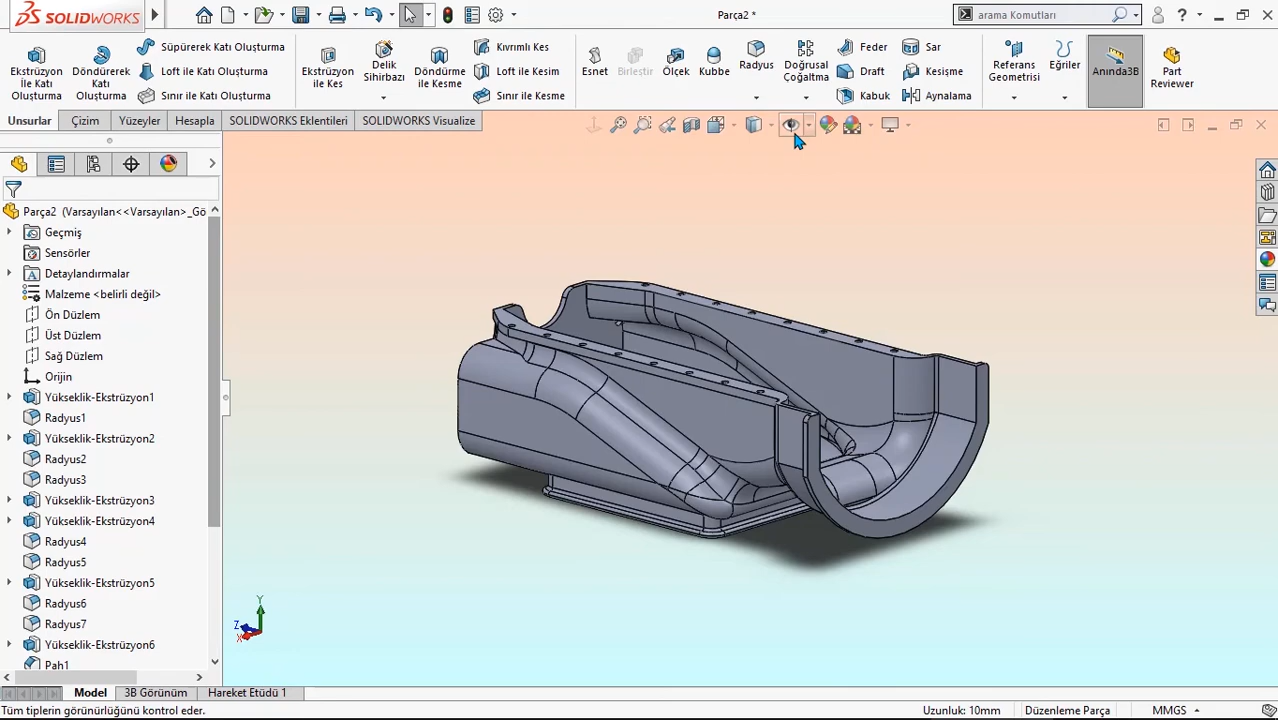 SOLIDWORKS
Parça2 *
arama Komutları
Ekstrüzyon
İle Katı
Oluşturma
Döndürerek
Katı
Oluşturma
Süpürerek Katı Oluşturma
Loft ile Katı Oluşturma
Sınır ile Katı Oluşturma
Ekstrüzyon
ile Kes
Delik
Sihirbazı
Döndürme
ile Kesme
Kıvrımlı Kes
Loft ile Kesim
Sınır ile Kesme
Esnet
Birleştir
Ölçek
Kubbe
Radyus
Doğrusal
Çoğaltma
Feder
Draft
Kabuk
Sar
Kesişme
Aynalama
Referans
Geometrisi
Eğriler
Anında3B
Part
Reviewer
Unsurlar
Çizim
Yüzeyler
Hesapla
SOLIDWORKS Eklentileri
SOLIDWORKS Visualize
Parça2 (Varsayılan<<Varsayılan>_Gö
Geçmiş
Sensörler
Detaylandırmalar
Malzeme <belirli değil>
Ön Düzlem
Üst Düzlem
Sağ Düzlem
Orijin
Yükseklik-Ekstrüzyon1
Radyus1
Yükseklik-Ekstrüzyon2
Radyus2
Radyus3
Yükseklik-Ekstrüzyon3
Yükseklik-Ekstrüzyon4
Radyus4
Radyus5
Yükseklik-Ekstrüzyon5
Radyus6
Radyus7
Yükseklik-Ekstrüzyon6
Pah1
Y
Z
X
Model
3B Görünüm
Hareket Etüdü 1
Tüm tiplerin görünürlüğünü kontrol eder.
Uzunluk: 10mm
Düzenleme Parça
MMGS